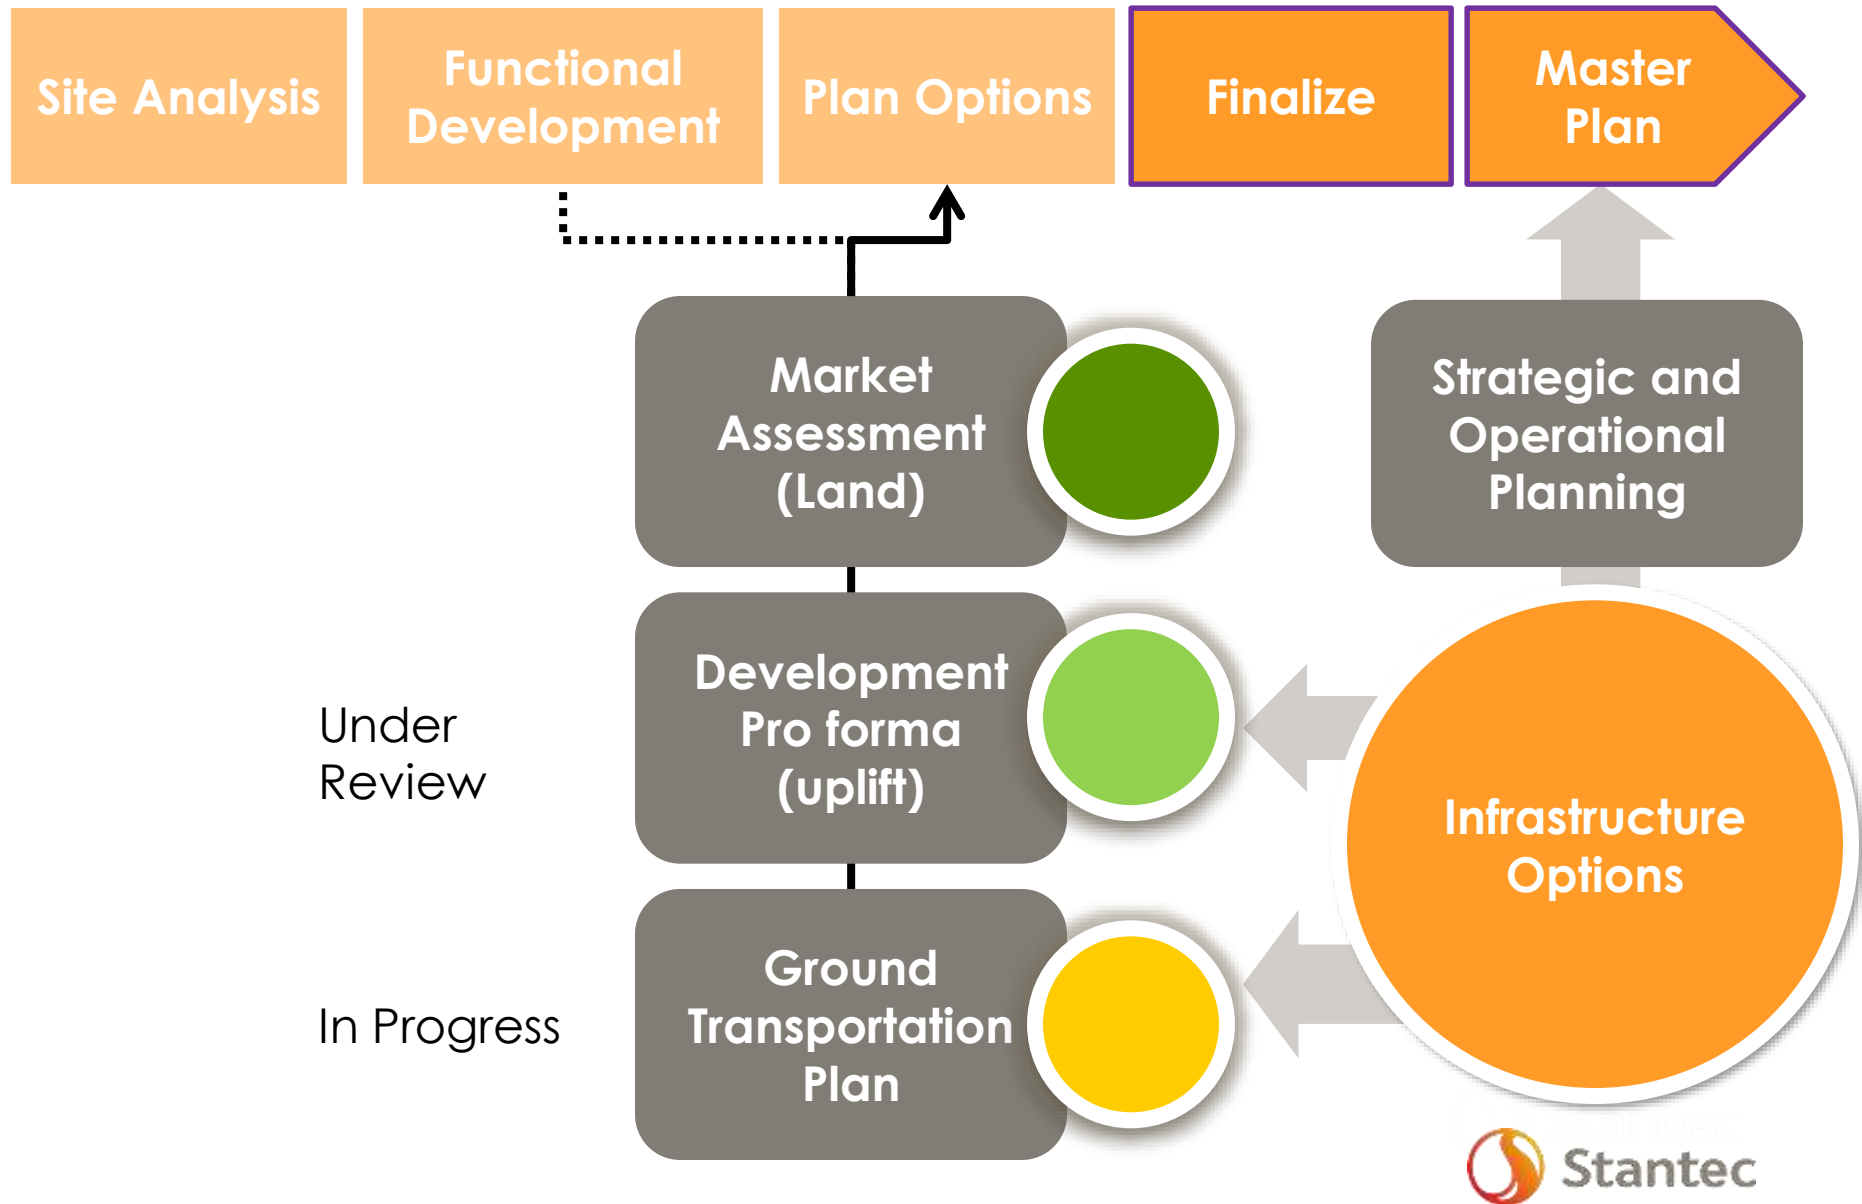 Site Analysis
Functional
Development
Plan Options
Finalize
Master
Plan
Market
Assessment
(Land)
Strategic and
Operational
Planning
Under
Review
Development
Pro forma
(uplift)
Infrastructure
Options
In Progress
Ground
Transportation
Plan
Stantec